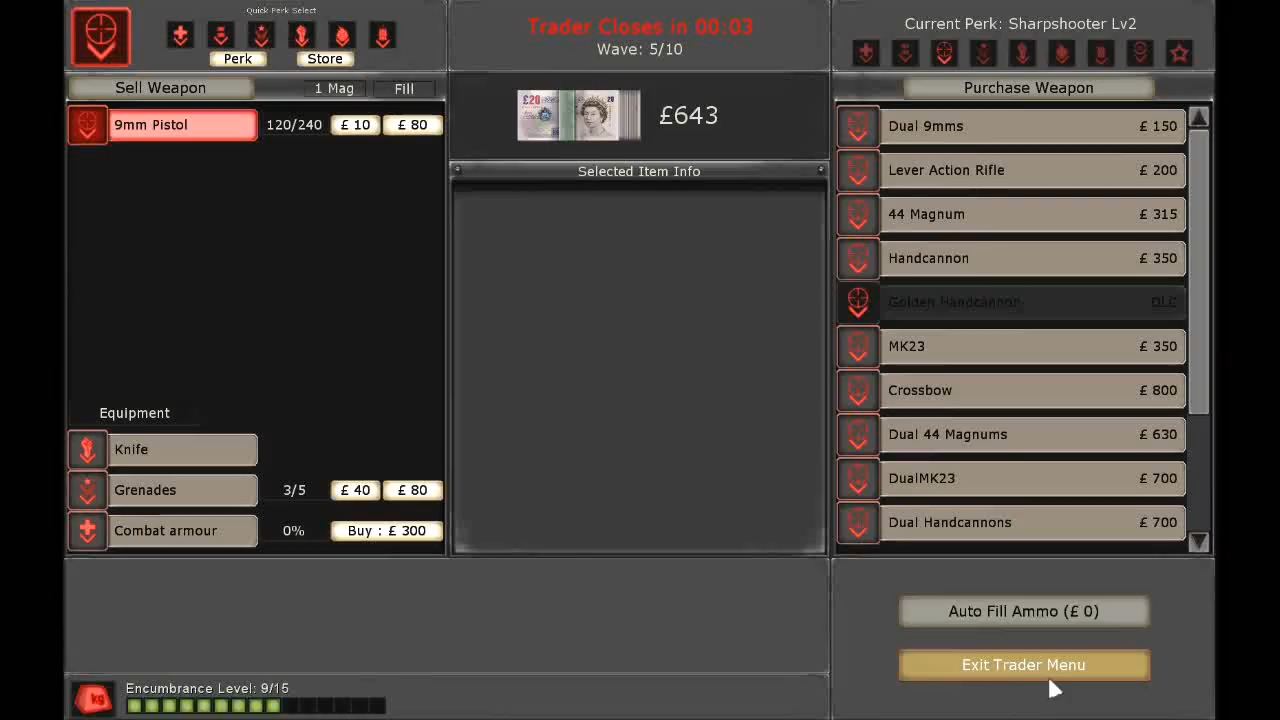 Quick Perk Select
Perk
Store
Trader Closes in 00:03
Wave: 5/10
Current Perk: Sharpshooter Lv2
Sell Weapon
1 Mag
Fill
9mm Pistol
120/240
£ 10
£ 80
£20
20
£643
Selected Item Info
Equipment
Knife
Grenades
3/5
£ 40
£ 80
Combat armour
0%
Buy : £ 300
Purchase Weapon
Dual 9mms £ 150
Lever Action Rifle £ 200
44 Magnum £ 315
Handcannon £ 350
Golden Handcannon DLC
MK23 £ 350
Crossbow £ 800
Dual 44 Magnums £ 630
DualMK23 £ 700
Dual Handcannons £ 700
Auto Fill Ammo (£ 0)
Exit Trader Menu
kg
Encumbrance Level: 9/15